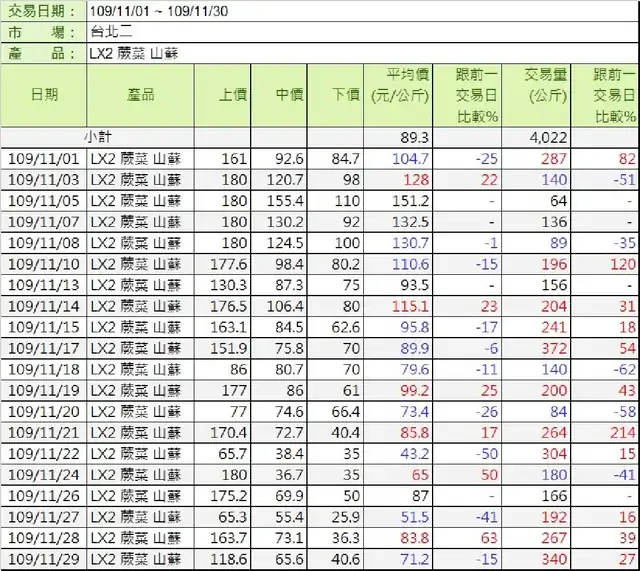 交易日期： 109/11/01 ~ 109/11/30
市　　場： 台北二
產　　品： LX2 蕨菜 山蘇
日期 產品 上價 中價 下價 平均價(元/公斤) 跟前一交易日比較% 交易量(公斤) 跟前一交易日比較%
小計 89.3 4,022
109/11/01 LX2 蕨菜 山蘇 161 92.6 84.7 104.7 -25 287 82
109/11/03 LX2 蕨菜 山蘇 180 120.7 98 128 22 140 -51
109/11/05 LX2 蕨菜 山蘇 180 155.4 110 151.2 - 64 -
109/11/07 LX2 蕨菜 山蘇 180 130.2 92 132.5 - 136 -
109/11/08 LX2 蕨菜 山蘇 180 124.5 100 130.7 -1 89 -35
109/11/10 LX2 蕨菜 山蘇 177.6 98.4 80.2 110.6 -15 196 120
109/11/13 LX2 蕨菜 山蘇 130.3 87.3 75 93.5 - 156 -
109/11/14 LX2 蕨菜 山蘇 176.5 106.4 80 115.1 23 204 31
109/11/15 LX2 蕨菜 山蘇 163.1 84.5 62.6 95.8 -17 241 18
109/11/17 LX2 蕨菜 山蘇 151.9 75.8 70 89.9 -6 372 54
109/11/18 LX2 蕨菜 山蘇 86 80.7 70 79.6 -11 140 -62
109/11/19 LX2 蕨菜 山蘇 177 86 61 99.2 25 200 43
109/11/20 LX2 蕨菜 山蘇 77 74.6 66.4 73.4 -26 84 -58
109/11/21 LX2 蕨菜 山蘇 170.4 72.7 40.4 85.8 17 264 214
109/11/22 LX2 蕨菜 山蘇 65.7 38.4 35 43.2 -50 304 15
109/11/24 LX2 蕨菜 山蘇 180 36.7 35 65 50 180 -41
109/11/26 LX2 蕨菜 山蘇 175.2 69.9 50 87 - 166 -
109/11/27 LX2 蕨菜 山蘇 65.3 55.4 25.9 51.5 -41 192 16
109/11/28 LX2 蕨菜 山蘇 163.7 73.1 36.3 83.8 63 267 39
109/11/29 LX2 蕨菜 山蘇 118.6 65.6 40.6 71.2 -15 340 27